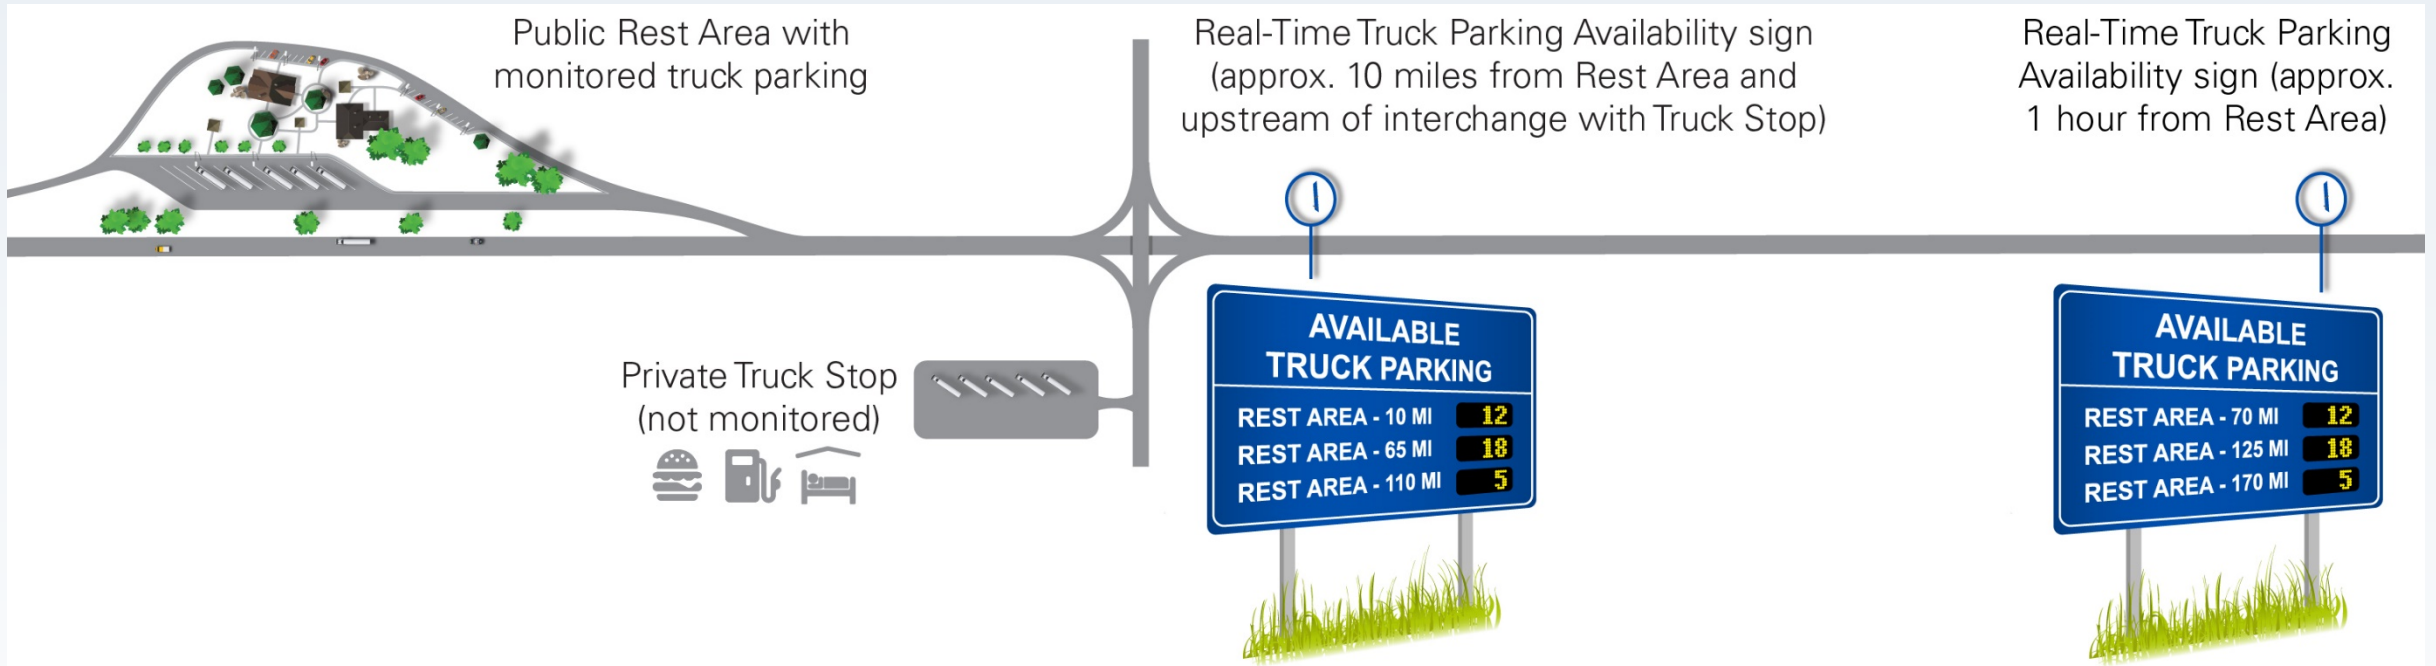 Public Rest Area with
monitored truck parking
Real-Time Truck Parking Availability sign
(approx. 10 miles from Rest Area and
upstream of interchange with Truck Stop)
Real-Time Truck Parking
Availability sign (approx.
1 hour from Rest Area)
Private Truck Stop
(not monitored)
AVAILABLE
TRUCK PARKING
REST AREA - 10 MI 12
REST AREA - 65 MI 18
REST AREA - 110 MI 5
AVAILABLE
TRUCK PARKING
REST AREA - 70 MI 12
REST AREA - 125 MI 18
REST AREA - 170 MI 5